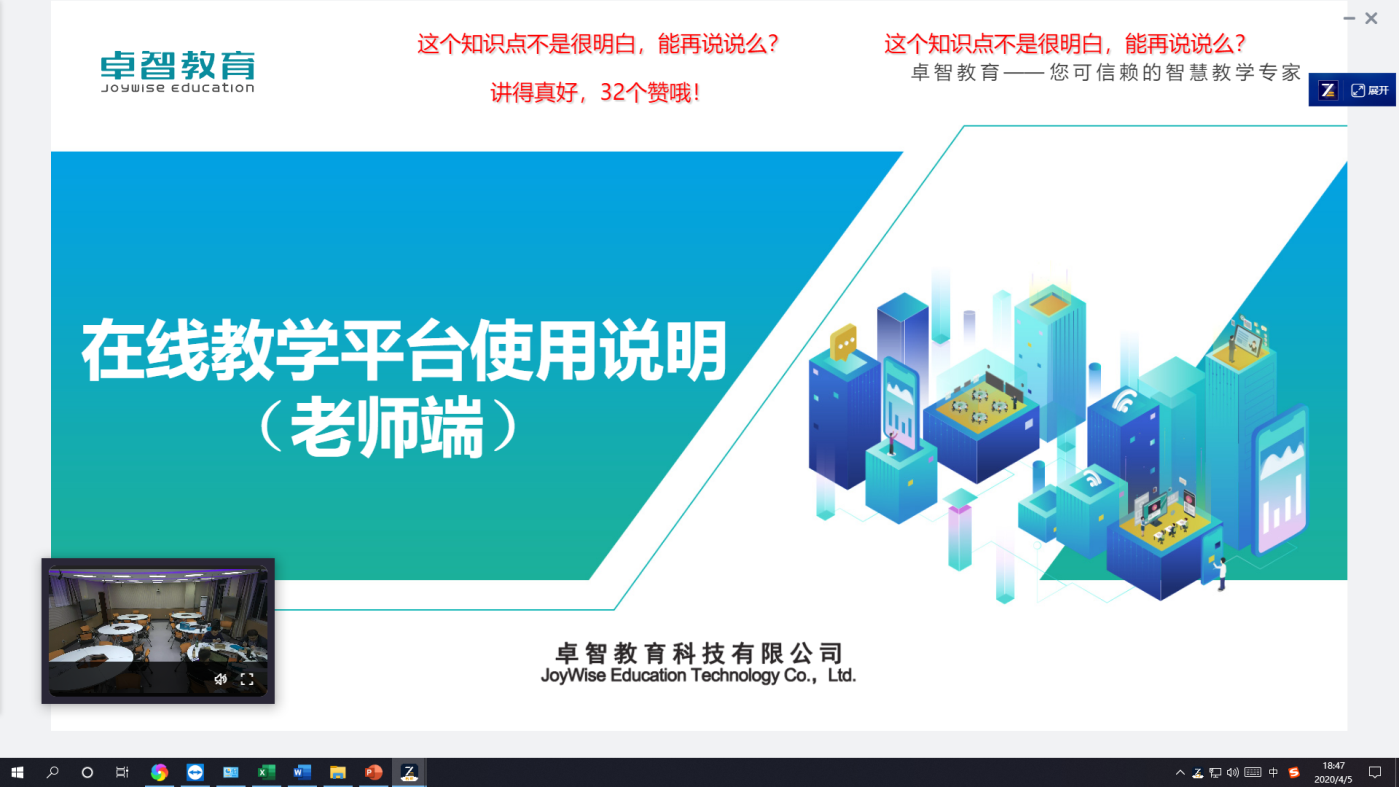 这个知识点不是很明白，能再说说么？
这个知识点不是很明白，能再说说么？
卓智教育
JoyWise Education
卓智教育——您可信赖的智慧教学专家
讲得真好，32个赞哦！
展开
在线教学平台使用说明
（老师端）
卓智教育科技有限公司
JoyWise Education Technology Co.，Ltd.
中
18:47
2020/4/5